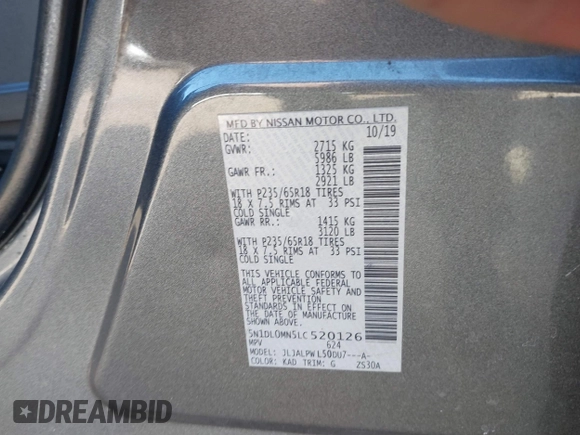 MFD BY NISSAN MOTOR CO., LTD.
DATE: 10/19
GVWR: 2715 KG
5986 LB
GAWR FR.: 1325 KG
2921 LB
WITH P235/65R18 TIRES
18 X 7.5 RIMS AT 33 PSI
COLD SINGLE
GAWR RR.: 1415 KG
3120 LB
WITH P235/65R18 TIRES
18 X 7.5 RIMS AT 33 PSI
COLD SINGLE
THIS VEHICLE CONFORMS TO
ALL APPLICABLE FEDERAL
MOTOR VEHICLE SAFETY AND
THEFT PREVENTION
STANDARDS IN EFFECT ON
THE DATE OF MANUFACTURE
SHOWN ABOVE.
5N1DL0MN5LC520126
MPV 624
MODEL: JLJALPWL50DU7---A-
COLOR: KAD TRIM: G ZS30A
DREAMBID